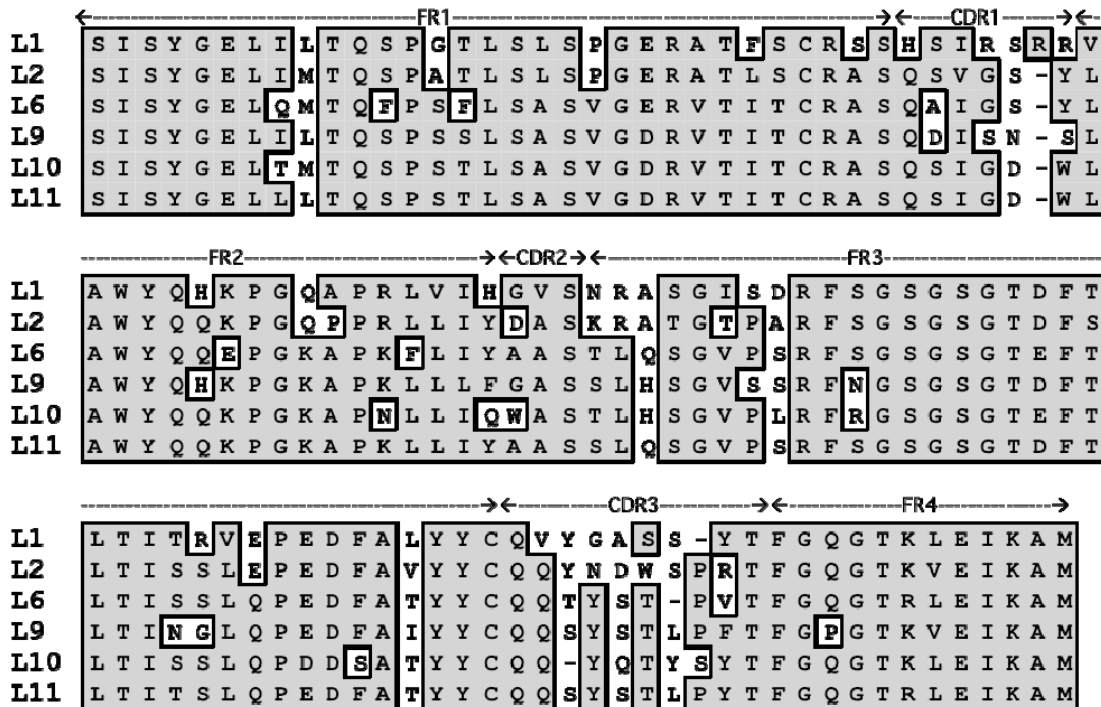 ←------FR1------→←---CDR1---→←
L1 S I S Y G E L I L T Q S P G T L S L S P G E R A T F S C R S S H S I R S R R V
L2 S I S Y G E L I M T Q S P A T L S L S P G E R A T L S C R A S Q S V G S - Y L
L6 S I S Y G E L Q M T Q F P S F L S A S V G E R V T I T C R A S Q A I G S - Y L
L9 S I S Y G E L I L T Q S P S S L S A S V G D R V T I T C R A S Q D I S N - S L
L10 S I S Y G E L T M T Q S P S T L S A S V G D R V T I T C R A S Q S I G D - W L
L11 S I S Y G E L L L T Q S P S T L S A S V G D R V T I T C R A S Q S I G D - W L
------FR2------→←CDR2→←------FR3------
L1 A W Y Q H K P G Q A P R L V I H G V S N R A S G I S D R F S G S G S G T D F T
L2 A W Y Q Q K P G Q P P R L L I Y D A S K R A T G T P A R F S G S G S G T D F S
L6 A W Y Q Q E P G K A P K F L I Y A A S T L Q S G V P S R F S G S G S G T E F T
L9 A W Y Q H K P G K A P K L L L F G A S S L H S G V S S R F N G S G S G T D F T
L10 A W Y Q Q K P G K A P N L L I Q W A S T L H S G V P L R F R G S G S G T E F T
L11 A W Y Q Q K P G K A P K L L I Y A A S S L Q S G V P S R F S G S G S G T D F T
------→←---CDR3---→←---FR4---→
L1 L T I T R V E P E D F A L Y Y C Q V Y G A S S - Y T F G Q G T K L E I K A M
L2 L T I S S L E P E D F A V Y Y C Q Q Y N D W S P R T F G Q G T K V E I K A M
L6 L T I S S L Q P E D F A T Y Y C Q Q T Y S T - P V T F G Q G T R L E I K A M
L9 L T I N G L Q P E D F A I Y Y C Q Q S Y S T L P F T F G P G T K V E I K A M
L10 L T I S S L Q P D D S A T Y Y C Q Q - Y Q T Y S Y T F G Q G T K L E I K A M
L11 L T I T S L Q P E D F A T Y Y C Q Q S Y S T L P Y T F G Q G T R L E I K A M